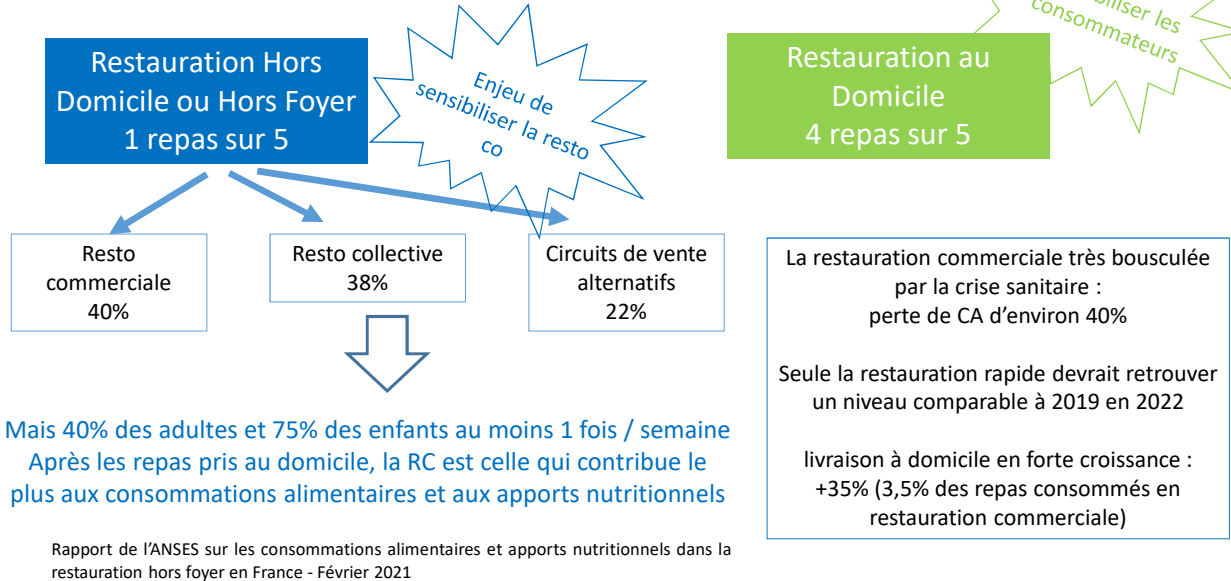 Restauration Hors
Domicile ou Hors Foyer
1 repas sur 5
Enjeu de
sensibiliser la resto
co
Restauration au
Domicile
4 repas sur 5
les
consommateurs
Resto
commerciale
40%
Resto collective
38%
Circuits de vente
alternatifs
22%
La restauration commerciale très bousculée
par la crise sanitaire :
perte de CA d’environ 40%
Seule la restauration rapide devrait retrouver
un niveau comparable à 2019 en 2022
livraison à domicile en forte croissance :
+35% (3,5% des repas consommés en
restauration commerciale)
Mais 40% des adultes et 75% des enfants au moins 1 fois / semaine
Après les repas pris au domicile, la RC est celle qui contribue le
plus aux consommations alimentaires et aux apports nutritionnels
Rapport de l’ANSES sur les consommations alimentaires et apports nutritionnels dans la
restauration hors foyer en France - Février 2021